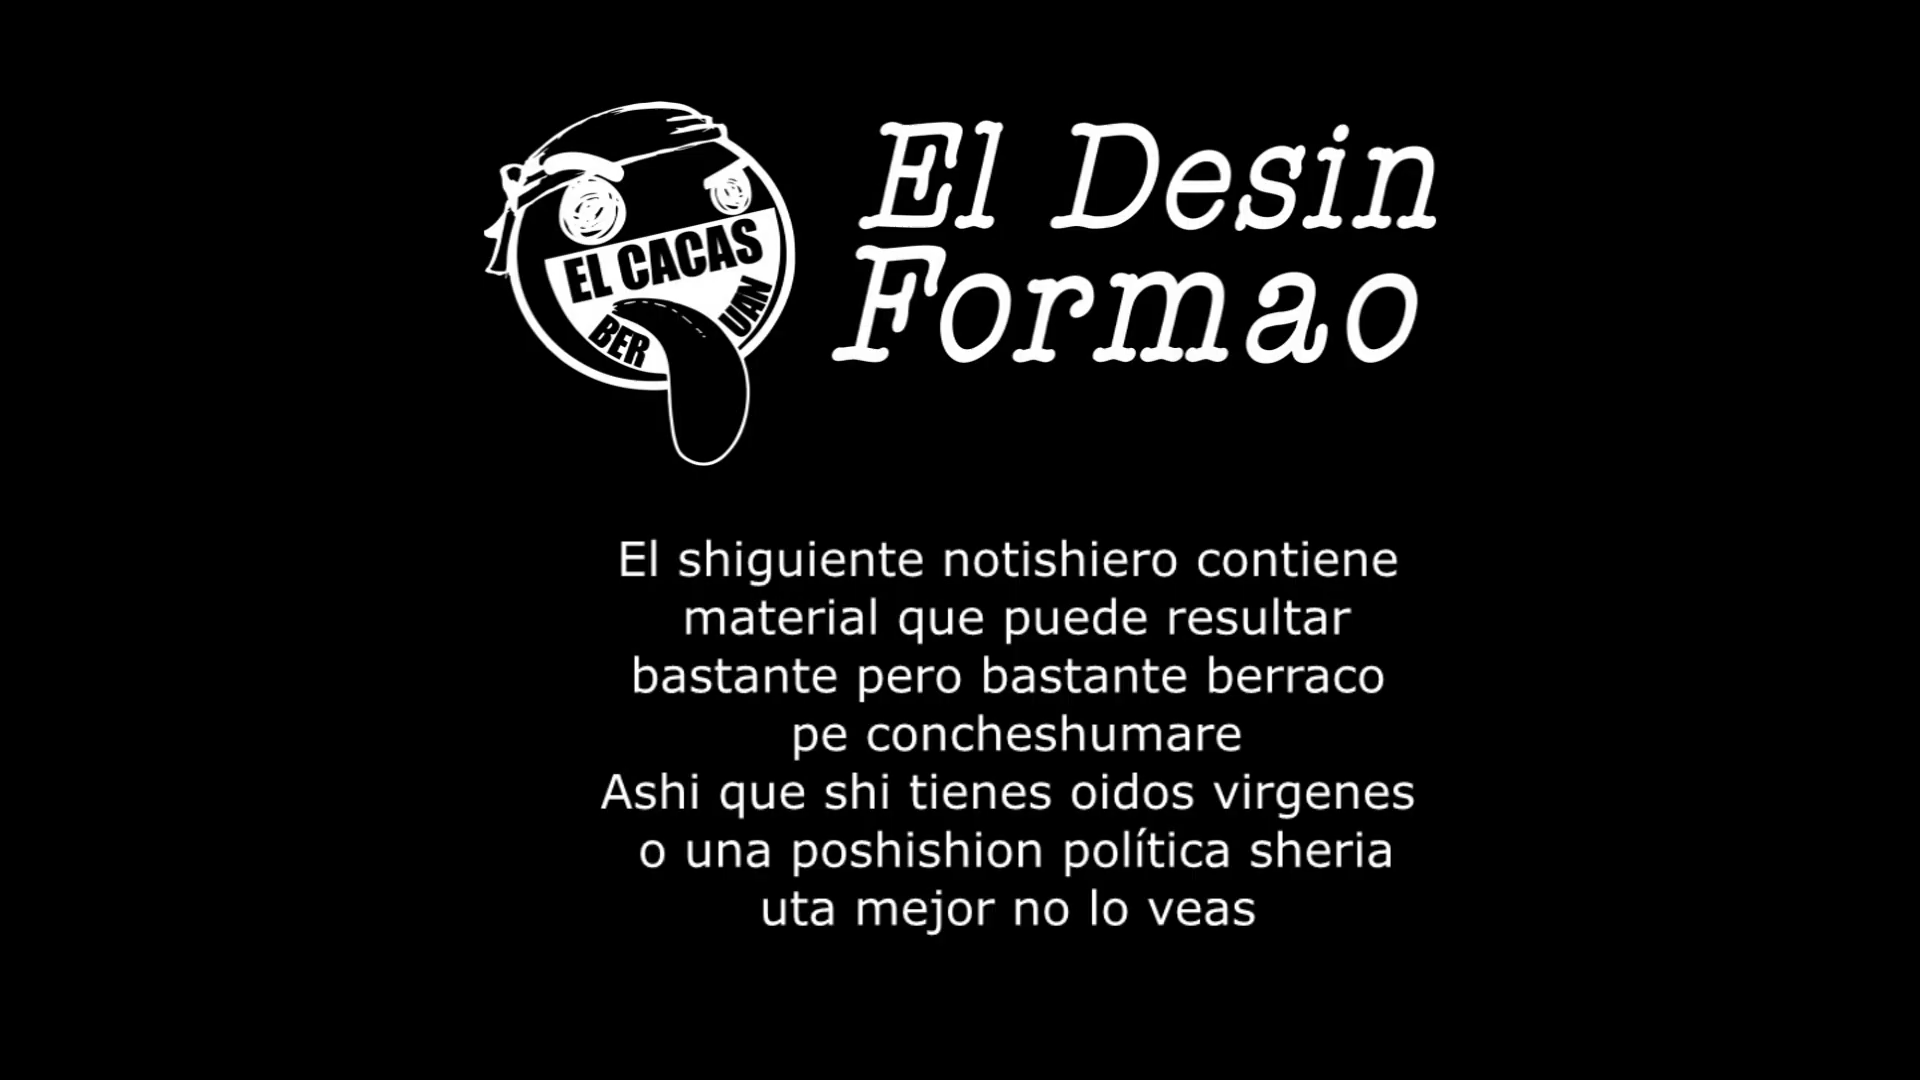 El Desin
Formao
EL CACAS
BER
UAN
El shiguiente notishiero contiene
material que puede resultar
bastante pero bastante berraco
pe concheshumare
Ashi que shi tienes oidos virgenes
o una poshishion política sheria
uta mejor no lo veas